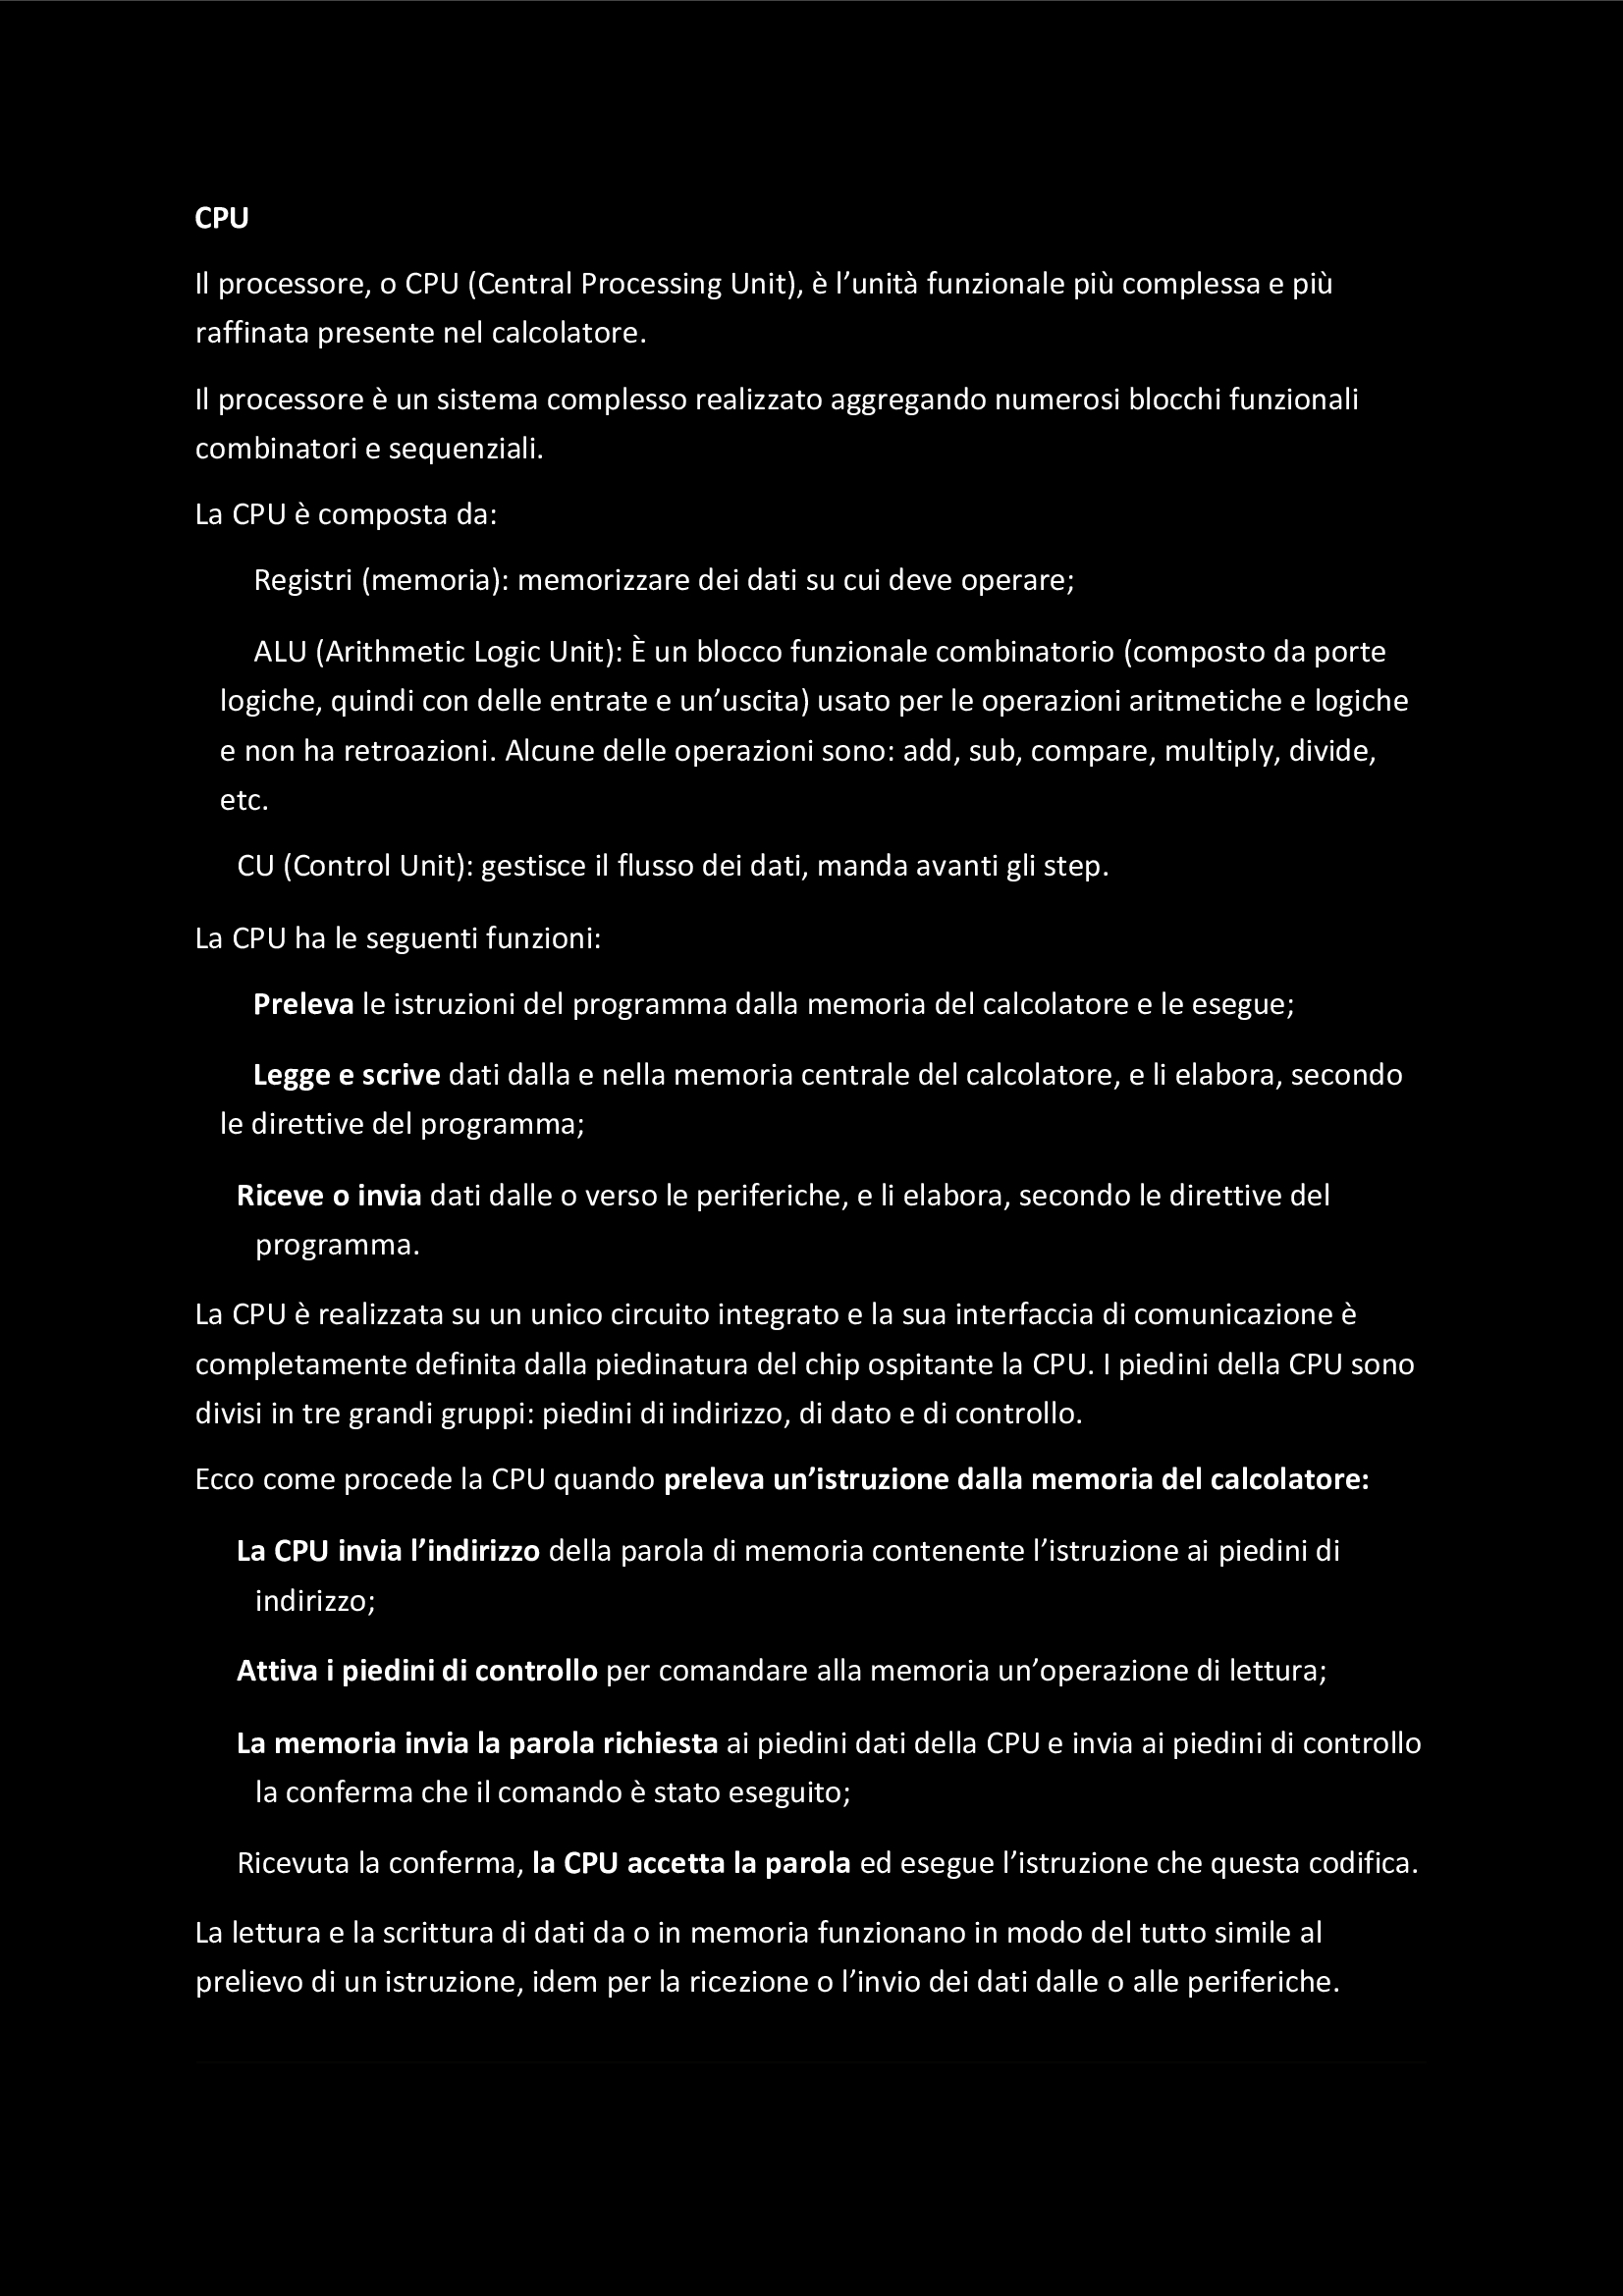 CPU
Il processore, o CPU (Central Processing Unit), è l’unità funzionale più complessa e più
raffinata presente nel calcolatore.
Il processore è un sistema complesso realizzato aggregando numerosi blocchi funzionali
combinatori e sequenziali.
La CPU è composta da:
Registri (memoria): memorizzare dei dati su cui deve operare;
ALU (Arithmetic Logic Unit): È un blocco funzionale combinatorio (composto da porte
logiche, quindi con delle entrate e un’uscita) usato per le operazioni aritmetiche e logiche
e non ha retroazioni. Alcune delle operazioni sono: add, sub, compare, multiply, divide,
etc.
CU (Control Unit): gestisce il flusso dei dati, manda avanti gli step.
La CPU ha le seguenti funzioni:
Preleva le istruzioni del programma dalla memoria del calcolatore e le esegue;
Legge e scrive dati dalla e nella memoria centrale del calcolatore, e li elabora, secondo
le direttive del programma;
Riceve o invia dati dalle o verso le periferiche, e li elabora, secondo le direttive del
programma.
La CPU è realizzata su un unico circuito integrato e la sua interfaccia di comunicazione è
completamente definita dalla piedinatura del chip ospitante la CPU. I piedini della CPU sono
divisi in tre grandi gruppi: piedini di indirizzo, di dato e di controllo.
Ecco come procede la CPU quando preleva un’istruzione dalla memoria del calcolatore:
La CPU invia l’indirizzo della parola di memoria contenente l’istruzione ai piedini di
indirizzo;
Attiva i piedini di controllo per comandare alla memoria un’operazione di lettura;
La memoria invia la parola richiesta ai piedini dati della CPU e invia ai piedini di controllo
la conferma che il comando è stato eseguito;
Ricevuta la conferma, la CPU accetta la parola ed esegue l’istruzione che questa codifica.
La lettura e la scrittura di dati da o in memoria funzionano in modo del tutto simile al
prelievo di un istruzione, idem per la ricezione o l’invio dei dati dalle o alle periferiche.